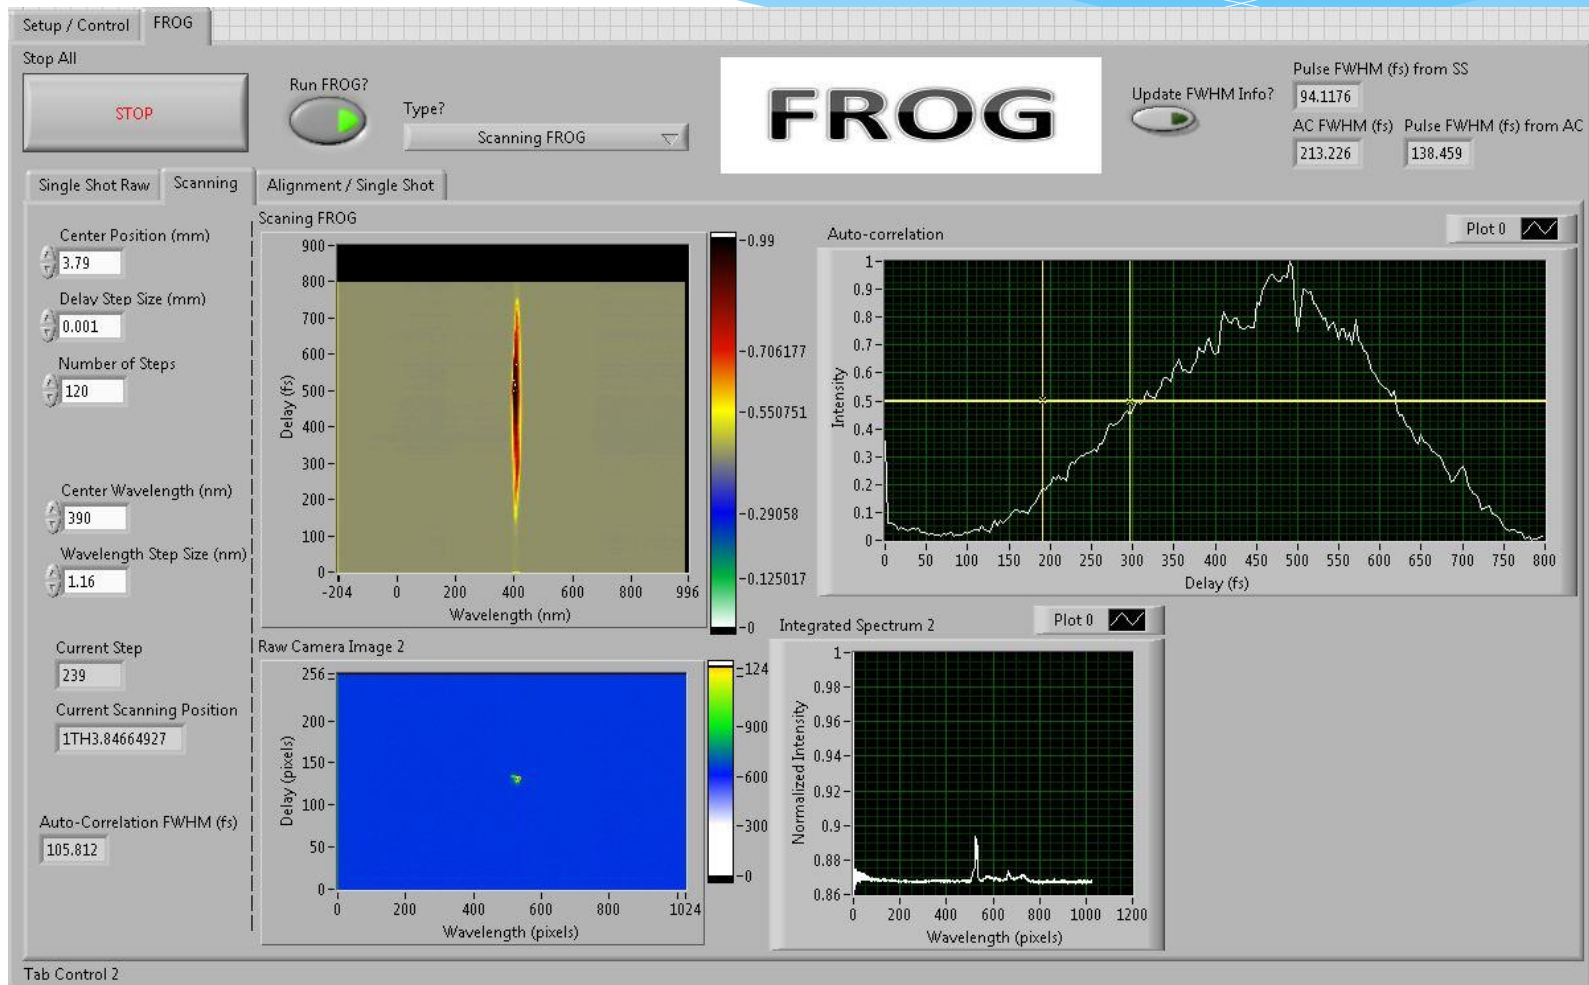 Setup / Control FROG
Stop All
STOP
Run FROG?
Type?
Scanning FROG
FROG
Update FWHM Info?
Pulse FWHM (fs) from SS
94.1176
AC FWHM (fs) Pulse FWHM (fs) from AC
213.226 138.459
Single Shot Raw Scanning Alignment / Single Shot
Center Position (mm)
3.79
Delay Step Size (mm)
0.001
Number of Steps
120
Center Wavelength (nm)
390
Wavelength Step Size (nm)
1.16
Current Step
239
Current Scanning Position
1TH3.84664927
Auto-Correlation FWHM (fs)
105.812
Scaning FROG
900
800
700
600
500
400
300
200
100
0
Delay (fs)
-204 0 200 400 600 800 996
Wavelength (nm)
0.99
0.706177
0.550751
0.29058
0.125017
0
Auto-correlation
Plot 0
1
0.9
0.8
0.7
0.6
0.5
0.4
0.3
0.2
0.1
0
Intensity
0 50 100 150 200 250 300 350 400 450 500 550 600 650 700 750 800
Delay (fs)
Raw Camera Image 2
256
200
150
100
50
0
Delay (pixels)
0 200 400 600 800 1024
Wavelength (pixels)
124
900
600
300
0
Integrated Spectrum 2
Plot 0
1
0.98
0.96
0.94
0.92
0.9
0.88
0.86
Normalized Intensity
0 200 400 600 800 1000 1200
Wavelength (pixels)
Tab Control 2